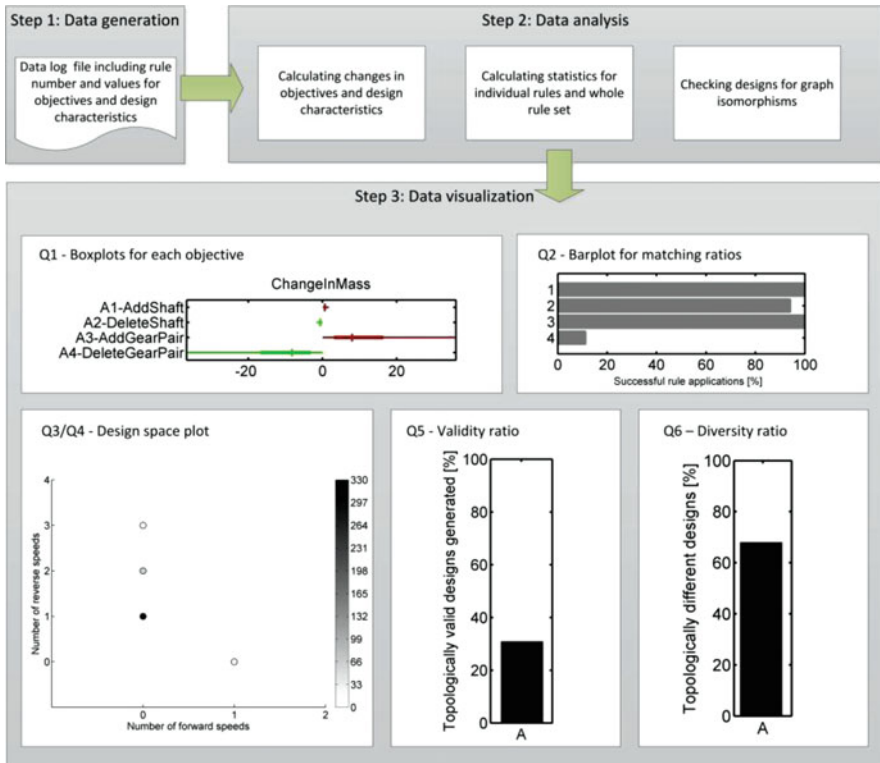 Step 1: Data generation
Data log file including rule
number and values for
objectives and design
characteristics
Step 2: Data analysis
Calculating changes in
objectives and design
characteristics
Calculating statistics for
individual rules and whole
rule set
Checking designs for graph
isomorphisms
Step 3: Data visualization
Q1 - Boxplots for each objective
ChangeInMass
A1-AddShaft
A2-DeleteShaft
A3-AddGearPair
A4-DeleteGearPair
-20 0 20
Q2 - Barplot for matching ratios
1
2
3
4
0 20 40 60 80 100
Successful rule applications [%]
Q3/Q4 - Design space plot
Number of reverse speeds
4
3
2
1
0
0 1 2
Number of forward speeds
330
297
264
231
198
165
132
99
66
33
0
Q5 - Validity ratio
Topologically valid designs generated [%]
100
80
60
40
20
0
A
Q6 – Diversity ratio
Topologically different designs [%]
100
80
60
40
20
0
A